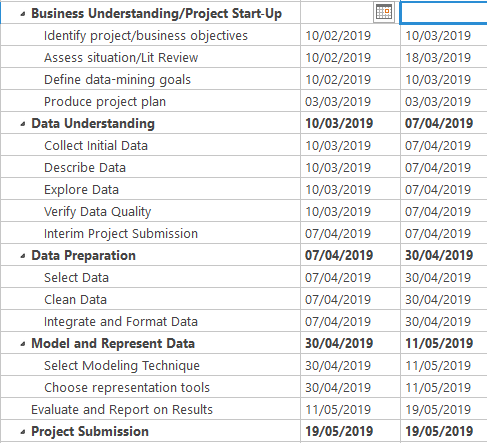 Business Understanding/Project Start-Up
Identify project/business objectives 10/02/2019 10/03/2019
Assess situation/Lit Review 10/02/2019 18/03/2019
Define data-mining goals 10/02/2019 10/03/2019
Produce project plan 03/03/2019 03/03/2019
Data Understanding 10/03/2019 07/04/2019
Collect Initial Data 10/03/2019 07/04/2019
Describe Data 10/03/2019 07/04/2019
Explore Data 10/03/2019 07/04/2019
Verify Data Quality 10/03/2019 07/04/2019
Interim Project Submission 07/04/2019 07/04/2019
Data Preparation 07/04/2019 30/04/2019
Select Data 07/04/2019 30/04/2019
Clean Data 07/04/2019 30/04/2019
Integrate and Format Data 07/04/2019 30/04/2019
Model and Represent Data 30/04/2019 11/05/2019
Select Modeling Technique 30/04/2019 11/05/2019
Choose representation tools 30/04/2019 11/05/2019
Evaluate and Report on Results 11/05/2019 19/05/2019
Project Submission 19/05/2019 19/05/2019